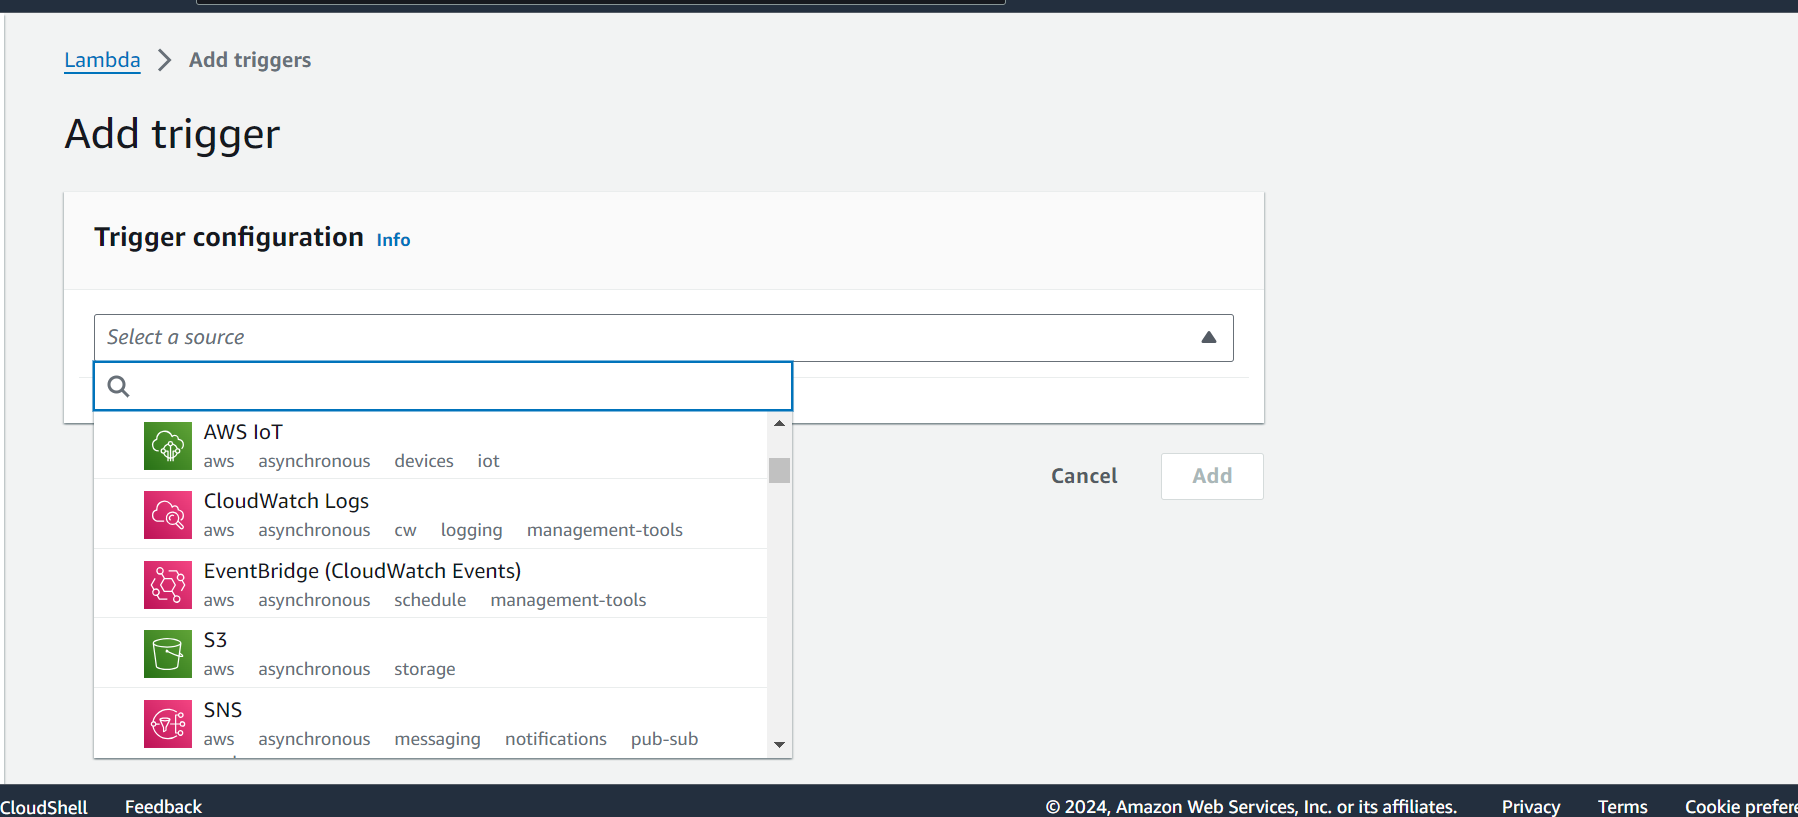 Lambda > Add triggers
Add trigger
Trigger configuration Info
Select a source
AWS IoT
aws asynchronous devices iot
CloudWatch Logs
aws asynchronous cw logging management-tools
EventBridge (CloudWatch Events)
aws asynchronous schedule management-tools
S3
aws asynchronous storage
SNS
aws asynchronous messaging notifications pub-sub
Cancel Add
CloudShell Feedback © 2024, Amazon Web Services, Inc. or its affiliates. Privacy Terms Cookie prefere